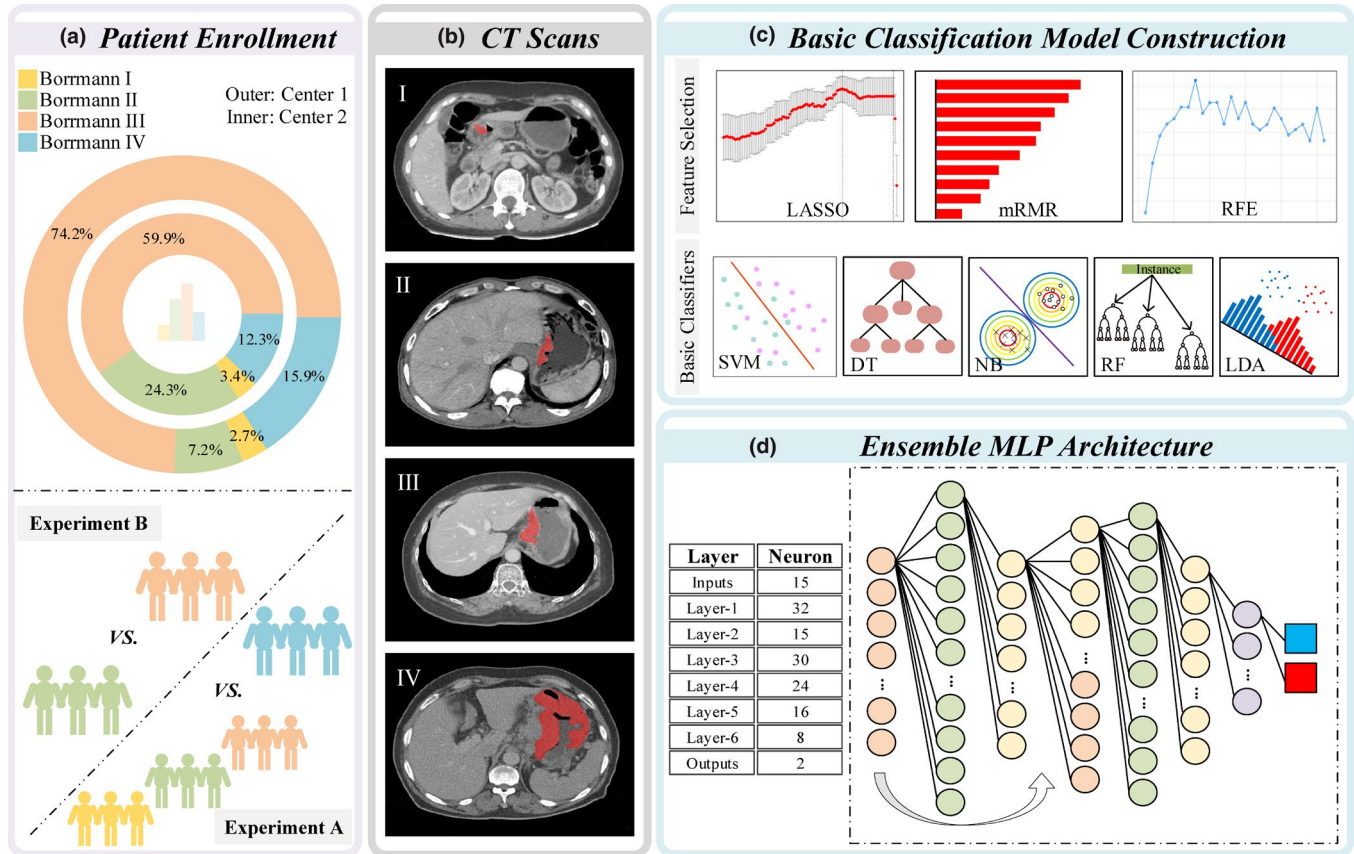 (a) Patient Enrollment
Borrmann I
Borrmann II
Borrmann III
Borrmann IV
Outer: Center 1
Inner: Center 2
74.2%
59.9%
12.3%
3.4%
15.9%
24.3%
2.7%
7.2%
Experiment B
VS.
VS.
Experiment A
(b) CT Scans
I
II
III
IV
(c) Basic Classification Model Construction
Feature Selection
LASSO
mRMR
RFE
Basic Classifiers
SVM
DT
NB
Instance
RF
LDA
(d) Ensemble MLP Architecture
Layer Neuron
Inputs 15
Layer-1 32
Layer-2 15
Layer-3 30
Layer-4 24
Layer-5 16
Layer-6 8
Outputs 2